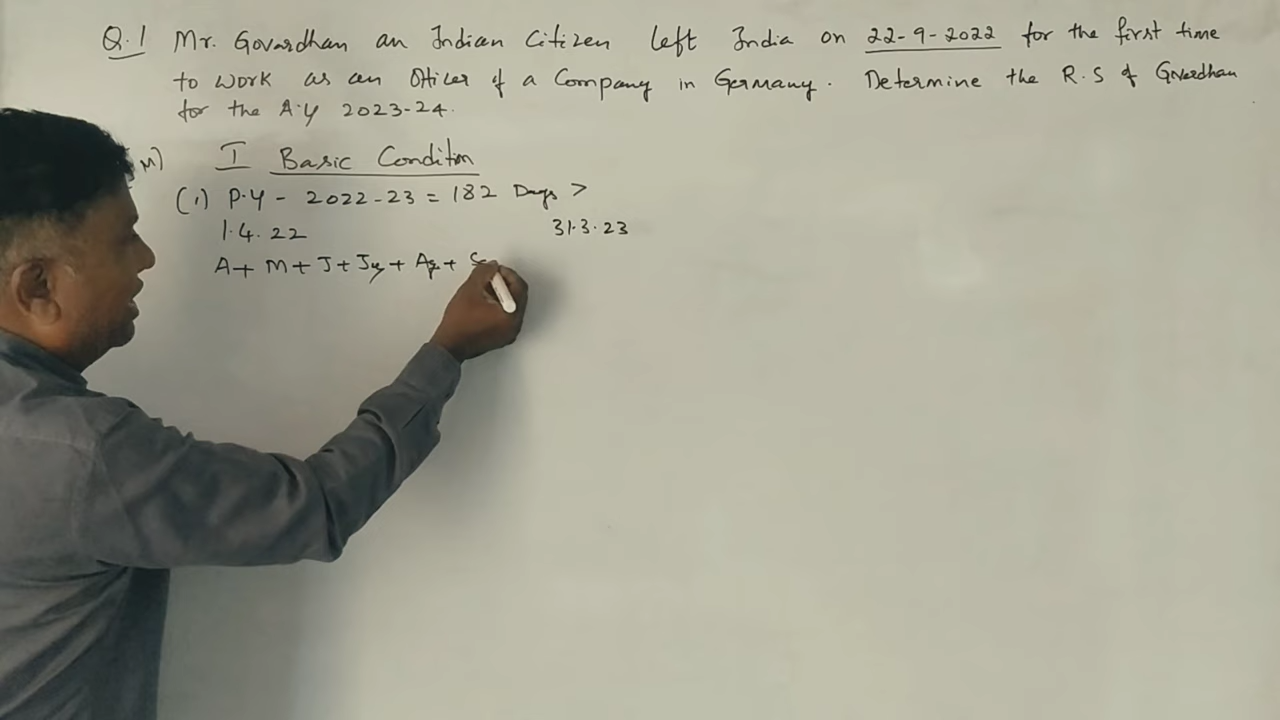 Q.1 Mr. Govardhan an Indian Citizen left India on 22-9-2022 for the first time
to work as an Officer of a Company in Germany. Determine the R.S of Govardhan
for the A.Y 2023-24.
I Basic Condition
(1) P.Y - 2022-23 = 182 Days >
1.4.22 31.3.23
A + M + J + Jy + Ag + Se